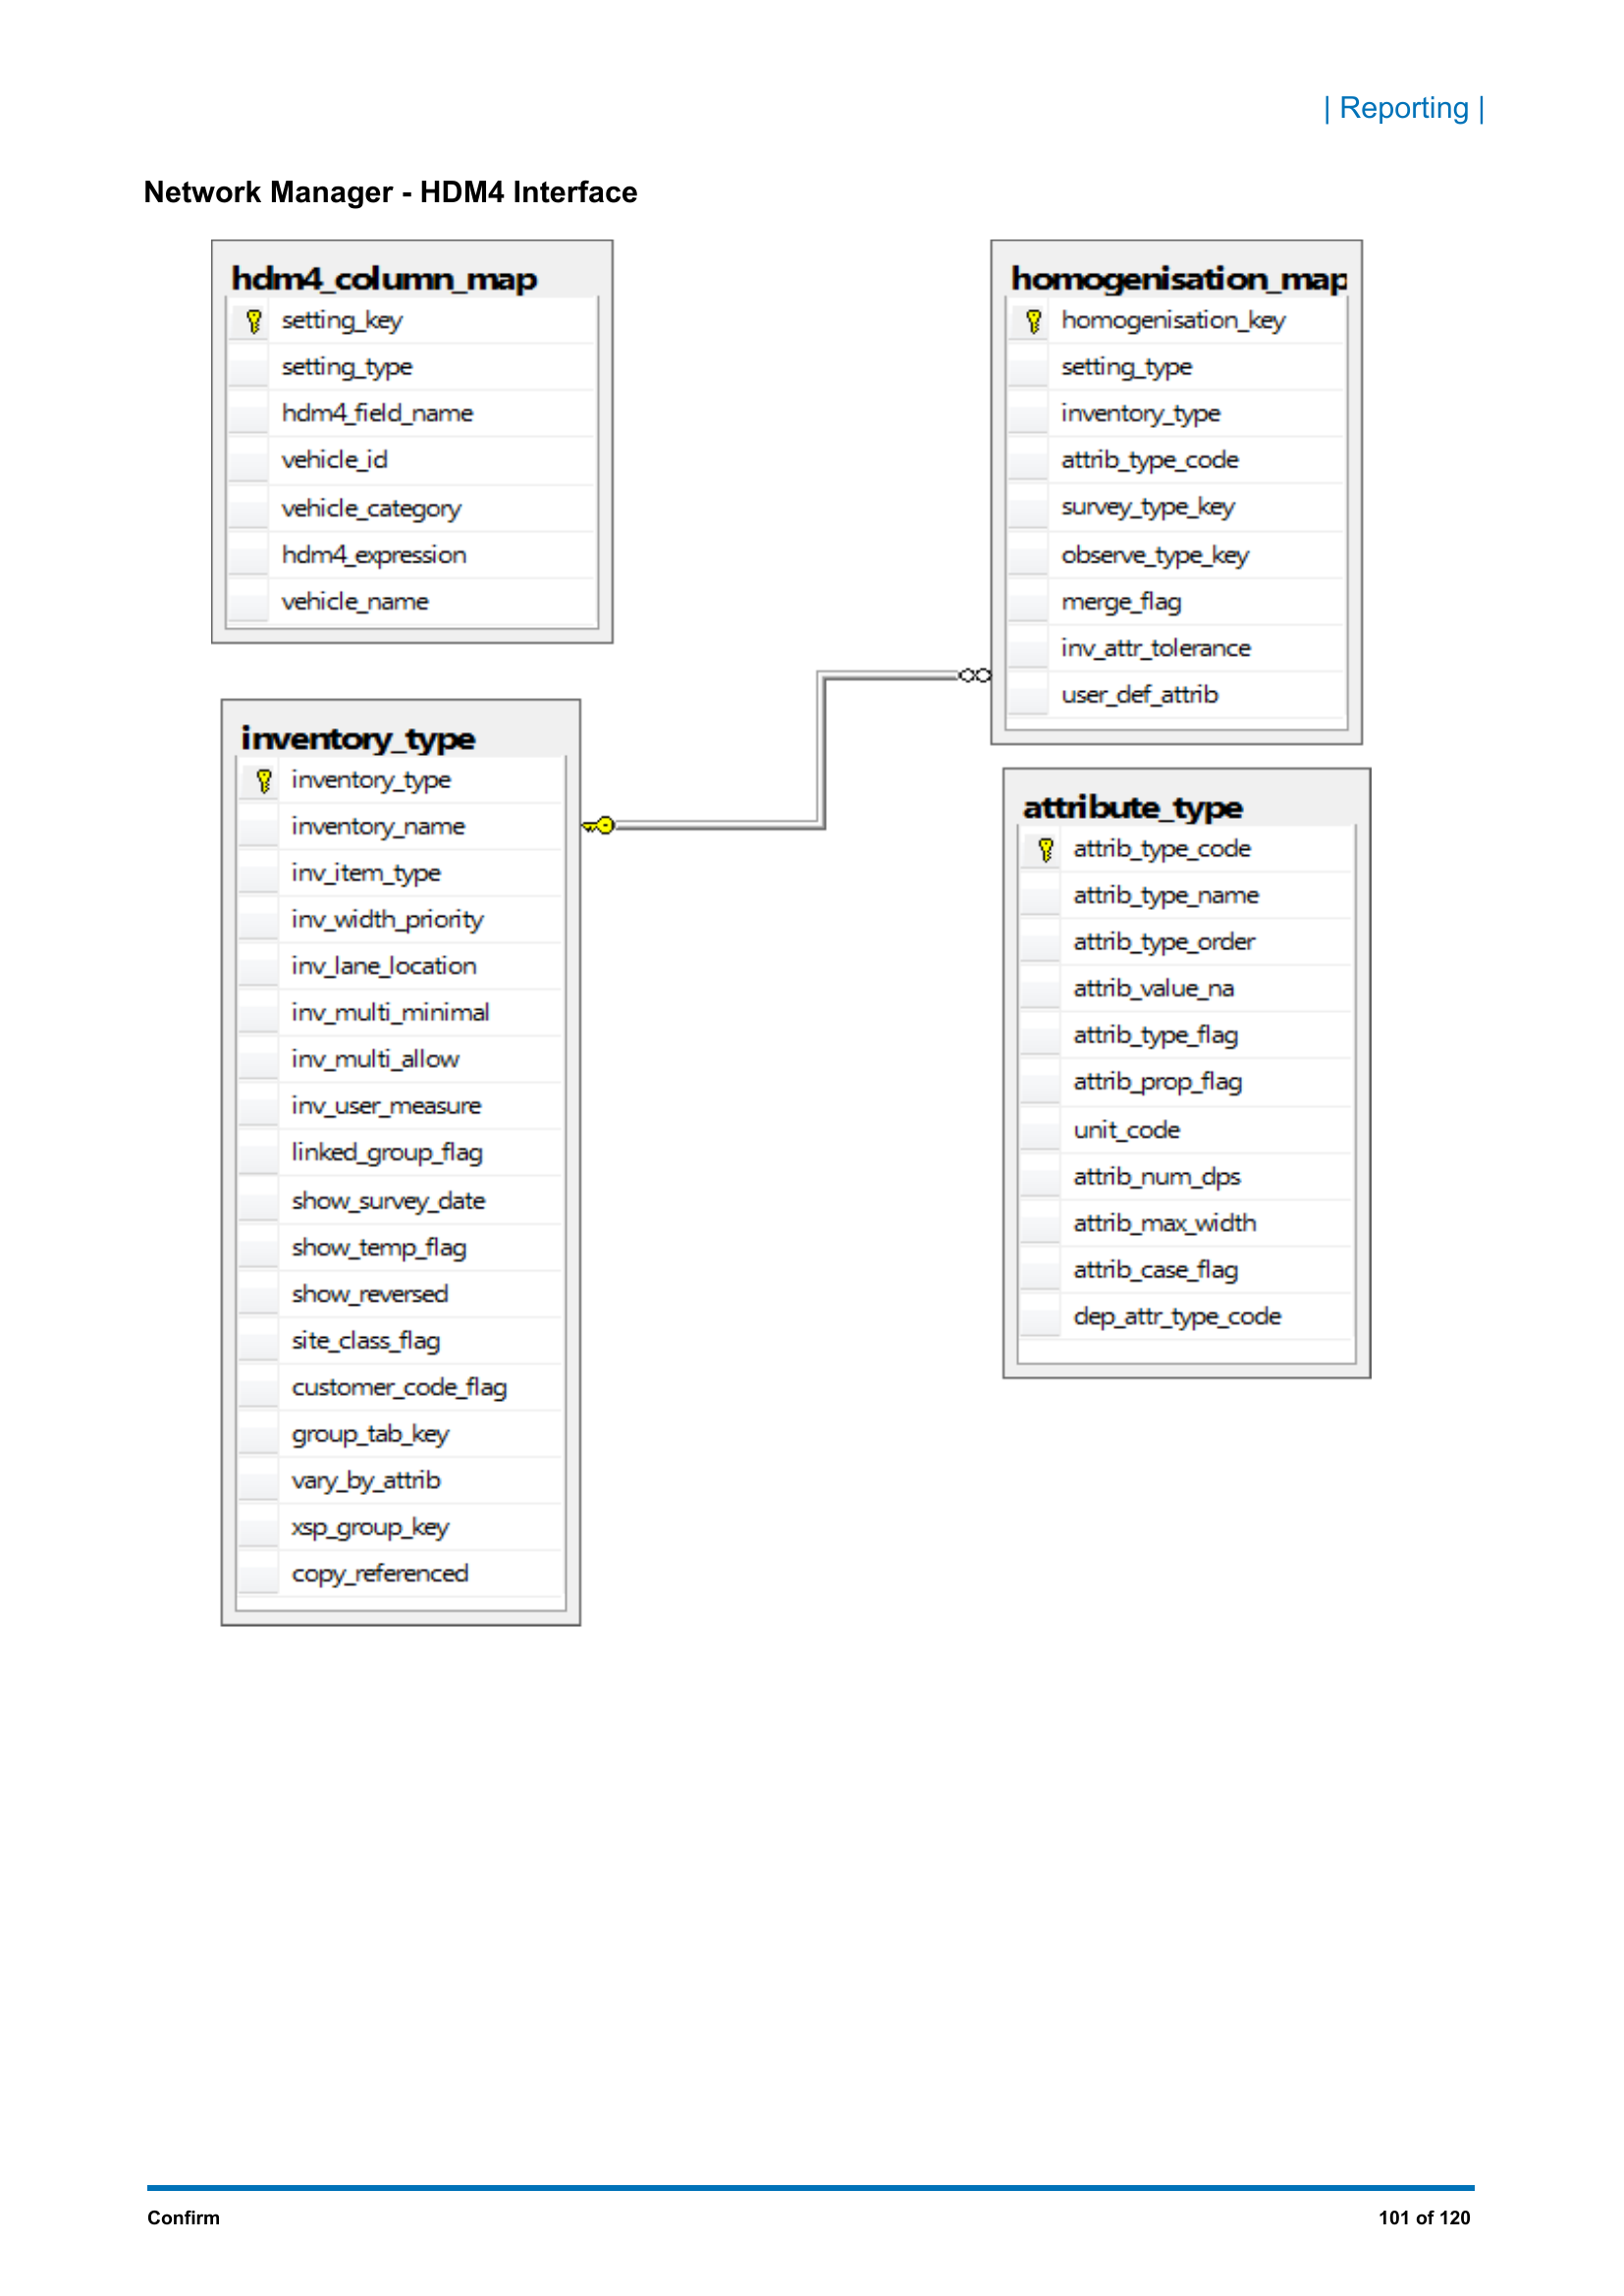 | Reporting |
Network Manager - HDM4 Interface
hdm4_column_map
setting_key
setting_type
hdm4_field_name
vehicle_id
vehicle_category
hdm4_expression
vehicle_name
homogenisation_map
homogenisation_key
setting_type
inventory_type
attrib_type_code
survey_type_key
observe_type_key
merge_flag
inv_attr_tolerance
user_def_attrib
inventory_type
inventory_type
inventory_name
inv_item_type
inv_width_priority
inv_lane_location
inv_multi_minimal
inv_multi_allow
inv_user_measure
linked_group_flag
show_survey_date
show_temp_flag
show_reversed
site_class_flag
customer_code_flag
group_tab_key
vary_by_attrib
xsp_group_key
copy_referenced
attribute_type
attrib_type_code
attrib_type_name
attrib_type_order
attrib_value_na
attrib_type_flag
attrib_prop_flag
unit_code
attrib_num_dps
attrib_max_width
attrib_case_flag
dep_attr_type_code
Confirm
101 of 120